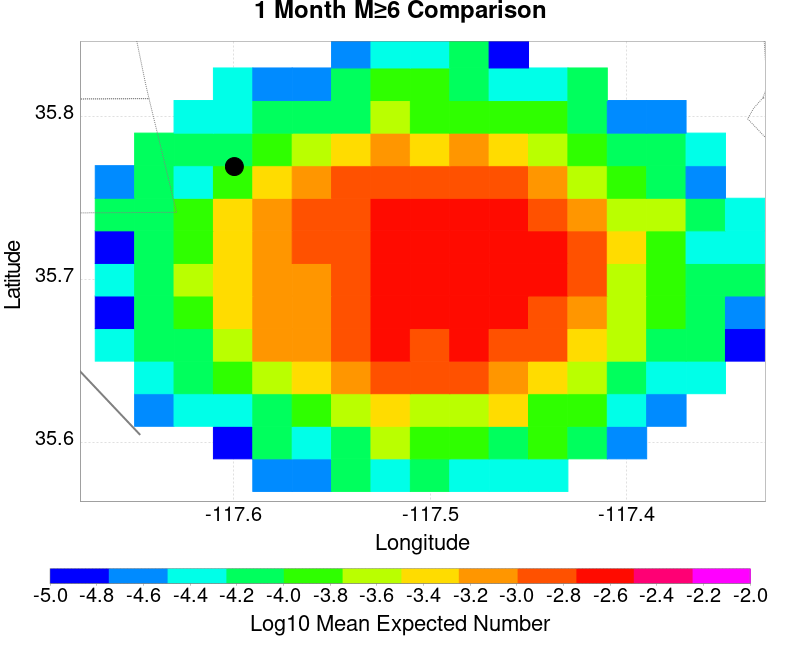 1 Month M≥6 Comparison
35.8
35.7
35.6
Latitude
-117.6 -117.5 -117.4
Longitude
-5.0 -4.8 -4.6 -4.4 -4.2 -4.0 -3.8 -3.6 -3.4 -3.2 -3.0 -2.8 -2.6 -2.4 -2.2 -2.0
Log10 Mean Expected Number